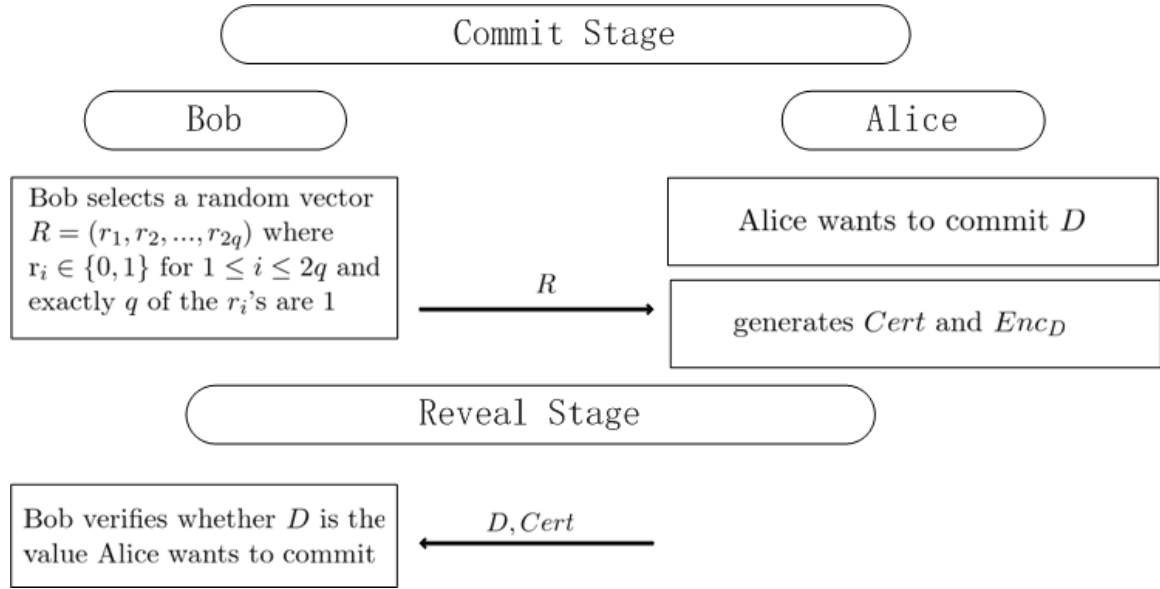 Commit Stage
Bob
Alice
Bob selects a random vector
R = (r₁, r₂, ..., r₂q) where
rᵢ ∈ {0, 1} for 1 ≤ i ≤ 2q and
exactly q of the rᵢ's are 1
R
Alice wants to commit D
generates Cert and Enc_D
Reveal Stage
Bob verifies whether D is the
value Alice wants to commit
D, Cert